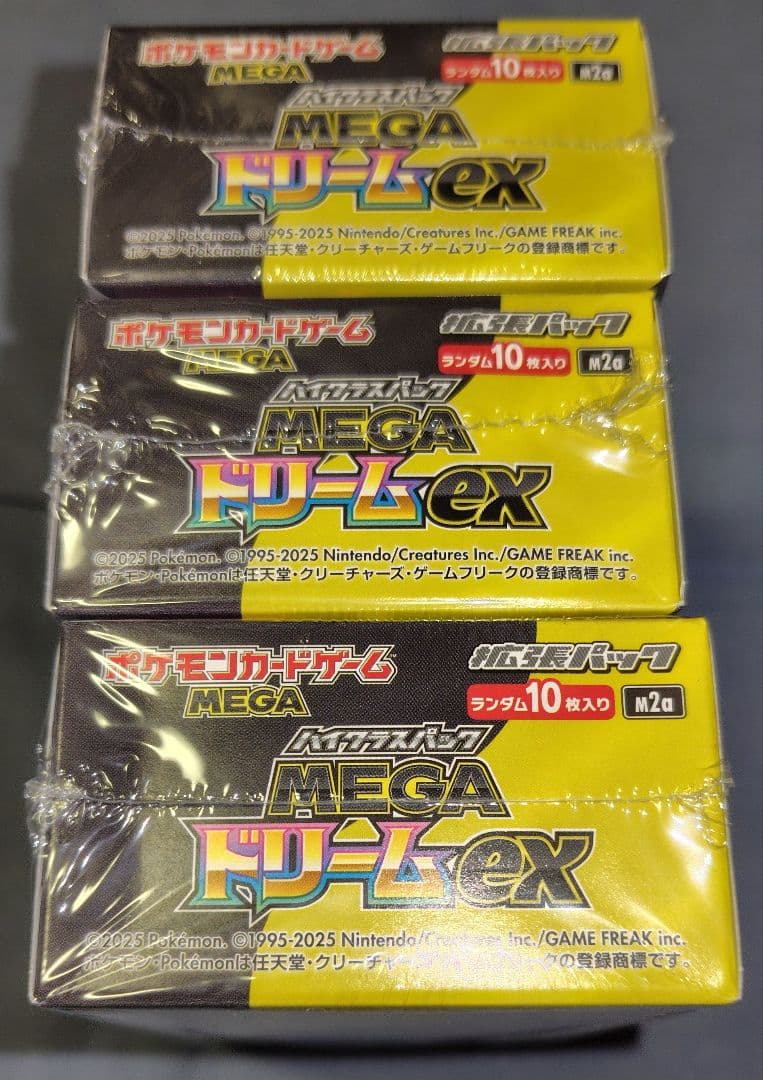 ポケモンカードゲーム
MEGA
拡張パック
ランダム10枚入り M2a
ハイクラスパック
MEGA
ドリームex
©2025 Pokémon. ©1995-2025 Nintendo/Creatures Inc./GAME FREAK inc.
ポケモン・Pokémonは任天堂・クリーチャーズ・ゲームフリークの登録商標です。
ポケモンカードゲーム
MEGA
拡張パック
ランダム10枚入り M2a
ハイクラスパック
MEGA
ドリームex
©2025 Pokémon. ©1995-2025 Nintendo/Creatures Inc./GAME FREAK inc.
ポケモン・Pokémonは任天堂・クリーチャーズ・ゲームフリークの登録商標です。
ポケモンカードゲーム™
MEGA
拡張パック
ランダム10枚入り M2a
ハイクラスパック
MEGA
ドリームex
©2025 Pokémon. ©1995-2025 Nintendo/Creatures Inc./GAME FREAK inc.
ポケモン・Pokémonは任天堂・クリーチャーズ・ゲームフリークの登録商標です。